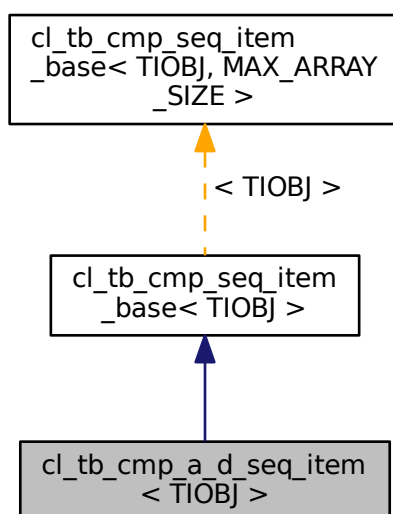 cl_tb_cmp_seq_item
_base< TIOBJ, MAX_ARRAY
_SIZE >
< TIOBJ >
cl_tb_cmp_seq_item
_base< TIOBJ >
cl_tb_cmp_a_d_seq_item
< TIOBJ >